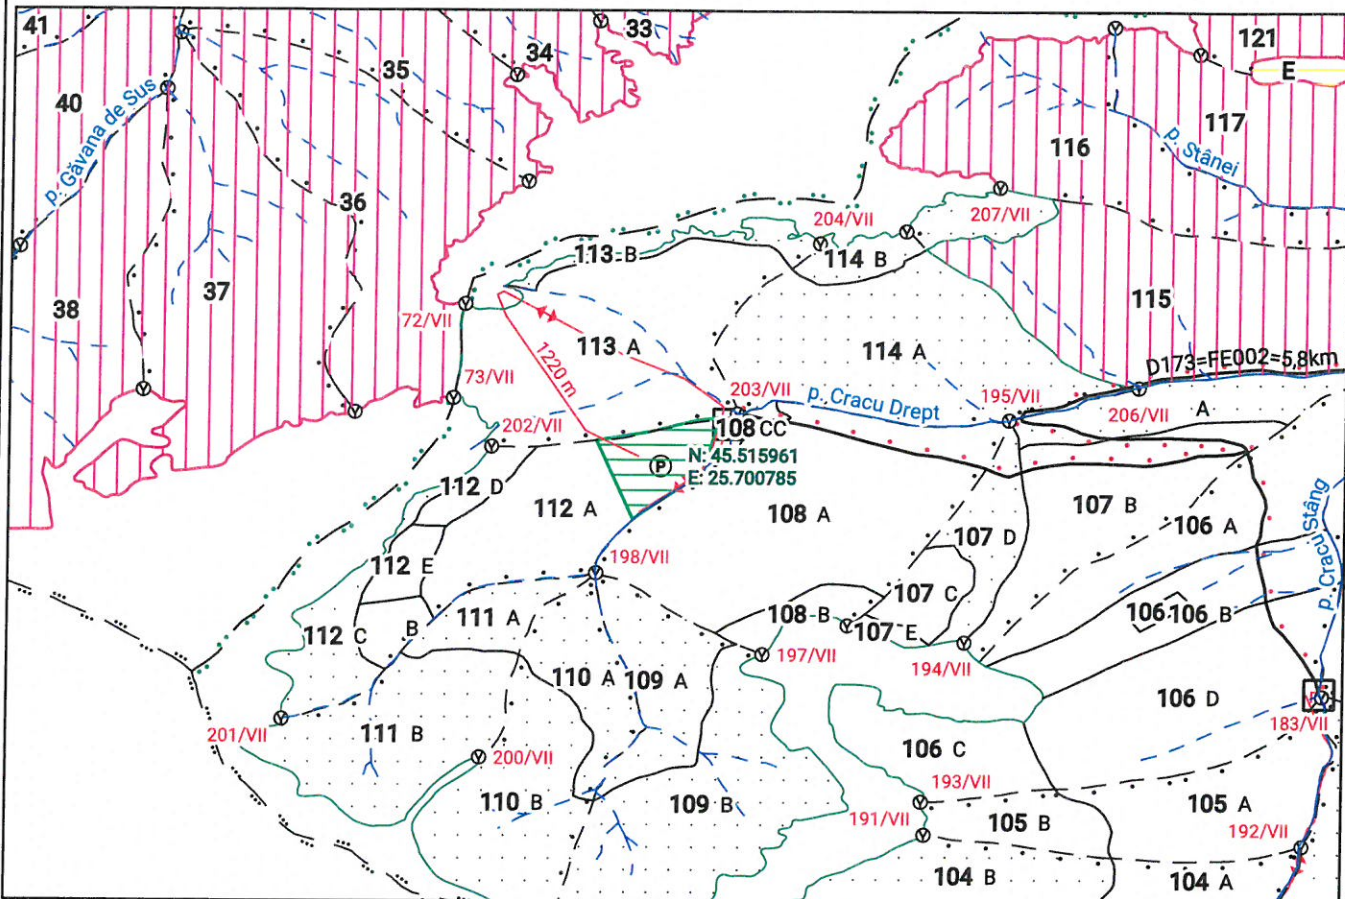 41
33
34
121
35
E
40
117
p. Găvana de Sus
116
p. Stânei
36
204/VII
207/VII
113 B
114 B
37
38
115
72/VII
113 A
114 A
D173=FE002=5,8km
1220 m
73/VII
203/VII
p. Cracu Drept
195/VII
206/VII
A
202/VII
108 CC
N: 45.515961
P
E: 25.700785
112 D
107 B
112 A
108 A
106 A
107 D
p. Cracu Stâng
198/VII
112 E
107 C
111 A
108 B
106
106 B
112 C
B
107 E
197/VII
194/VII
110 A
109 A
106 D
201/VII
111 B
183/VII
106 C
200/VII
193/VII
110 B
109 B
105 A
191/VII
105 B
192/VII
104 B
104 A